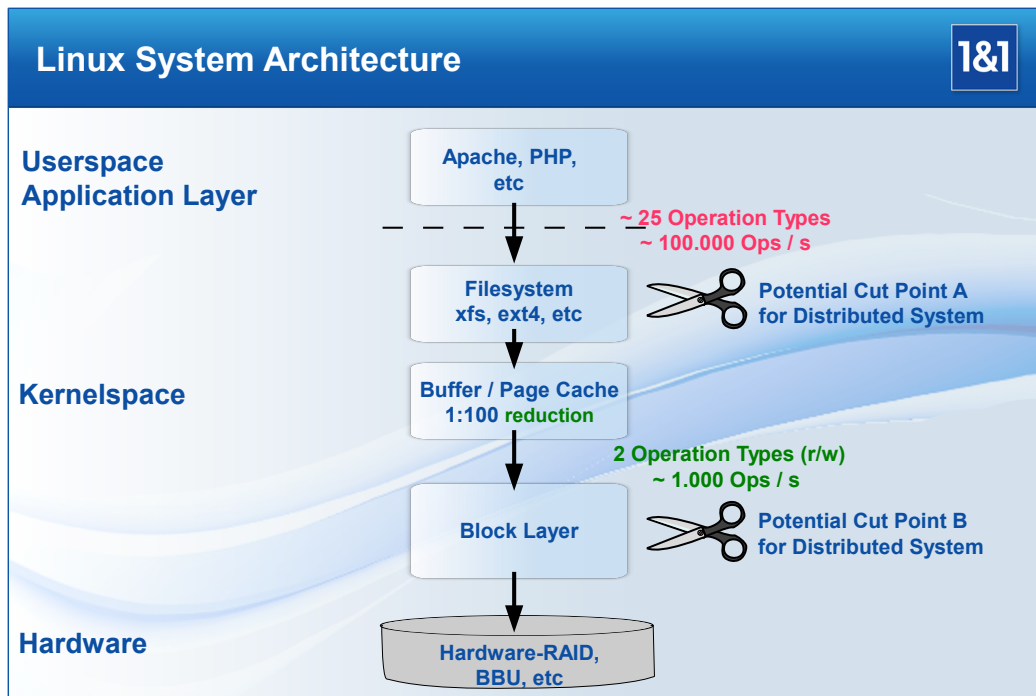 Linux System Architecture
1&1
Userspace
Application Layer
Apache, PHP,
etc
~ 25 Operation Types
~ 100.000 Ops / s
Filesystem
xfs, ext4, etc
Potential Cut Point A
for Distributed System
Kernelspace
Buffer / Page Cache
1:100 reduction
2 Operation Types (r/w)
~ 1.000 Ops / s
Block Layer
Potential Cut Point B
for Distributed System
Hardware
Hardware-RAID,
BBU, etc